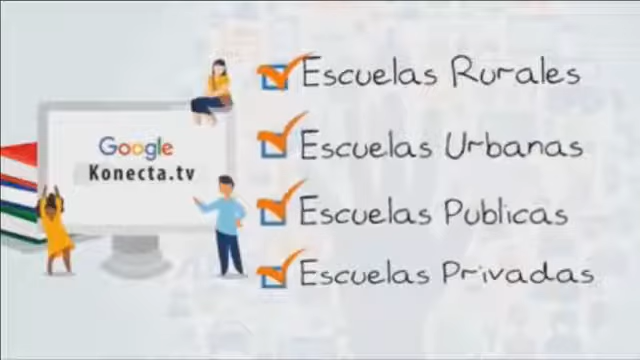 Google
Konecta.tv
Escuelas Rurales
Escuelas Urbanas
Escuelas Publicas
Escuelas Privadas